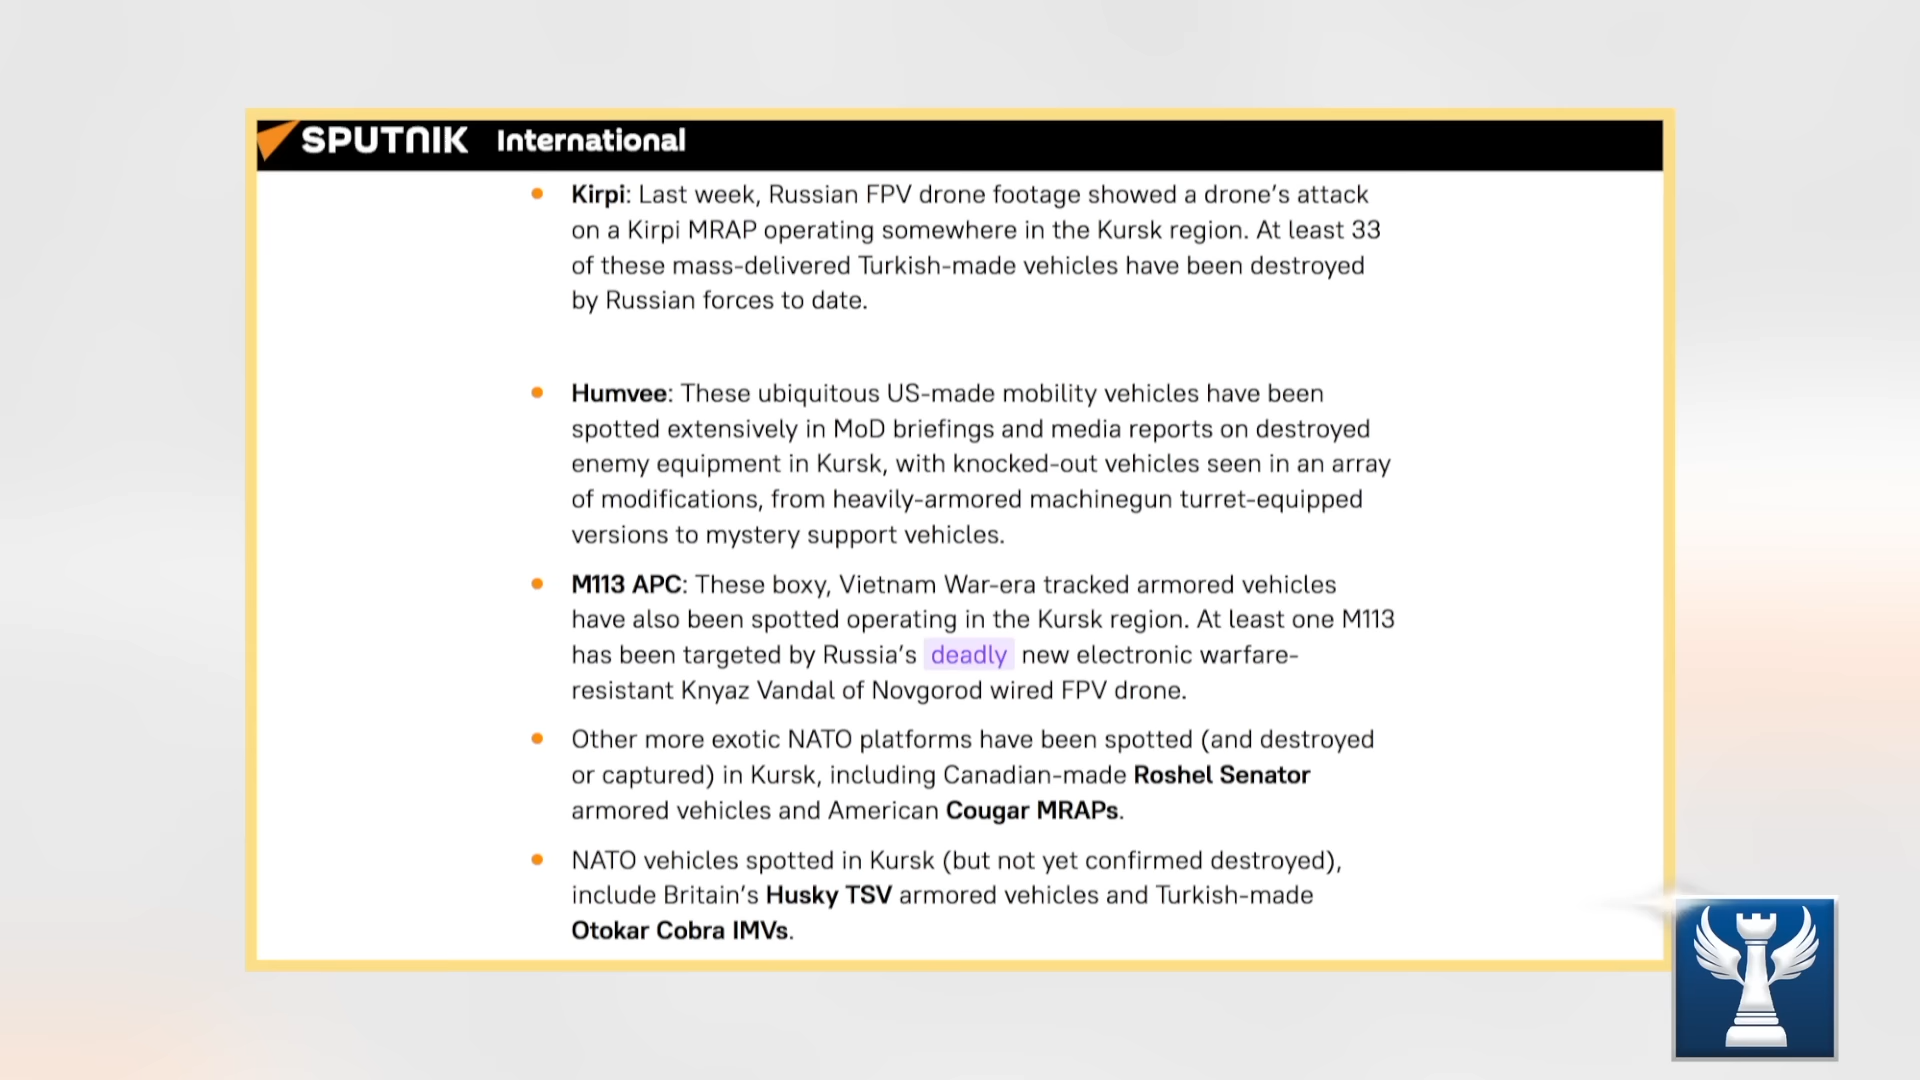 SPUTNIK International
Kirpi: Last week, Russian FPV drone footage showed a drone's attack
on a Kirpi MRAP operating somewhere in the Kursk region. At least 33
of these mass-delivered Turkish-made vehicles have been destroyed
by Russian forces to date.
Humvee: These ubiquitous US-made mobility vehicles have been
spotted extensively in MoD briefings and media reports on destroyed
enemy equipment in Kursk, with knocked-out vehicles seen in an array
of modifications, from heavily-armored machinegun turret-equipped
versions to mystery support vehicles.
M113 APC: These boxy, Vietnam War-era tracked armored vehicles
have also been spotted operating in the Kursk region. At least one M113
has been targeted by Russia's deadly new electronic warfare-
resistant Knyaz Vandal of Novgorod wired FPV drone.
Other more exotic NATO platforms have been spotted (and destroyed
or captured) in Kursk, including Canadian-made Roshel Senator
armored vehicles and American Cougar MRAPs.
NATO vehicles spotted in Kursk (but not yet confirmed destroyed),
include Britain's Husky TSV armored vehicles and Turkish-made
Otokar Cobra IMVs.